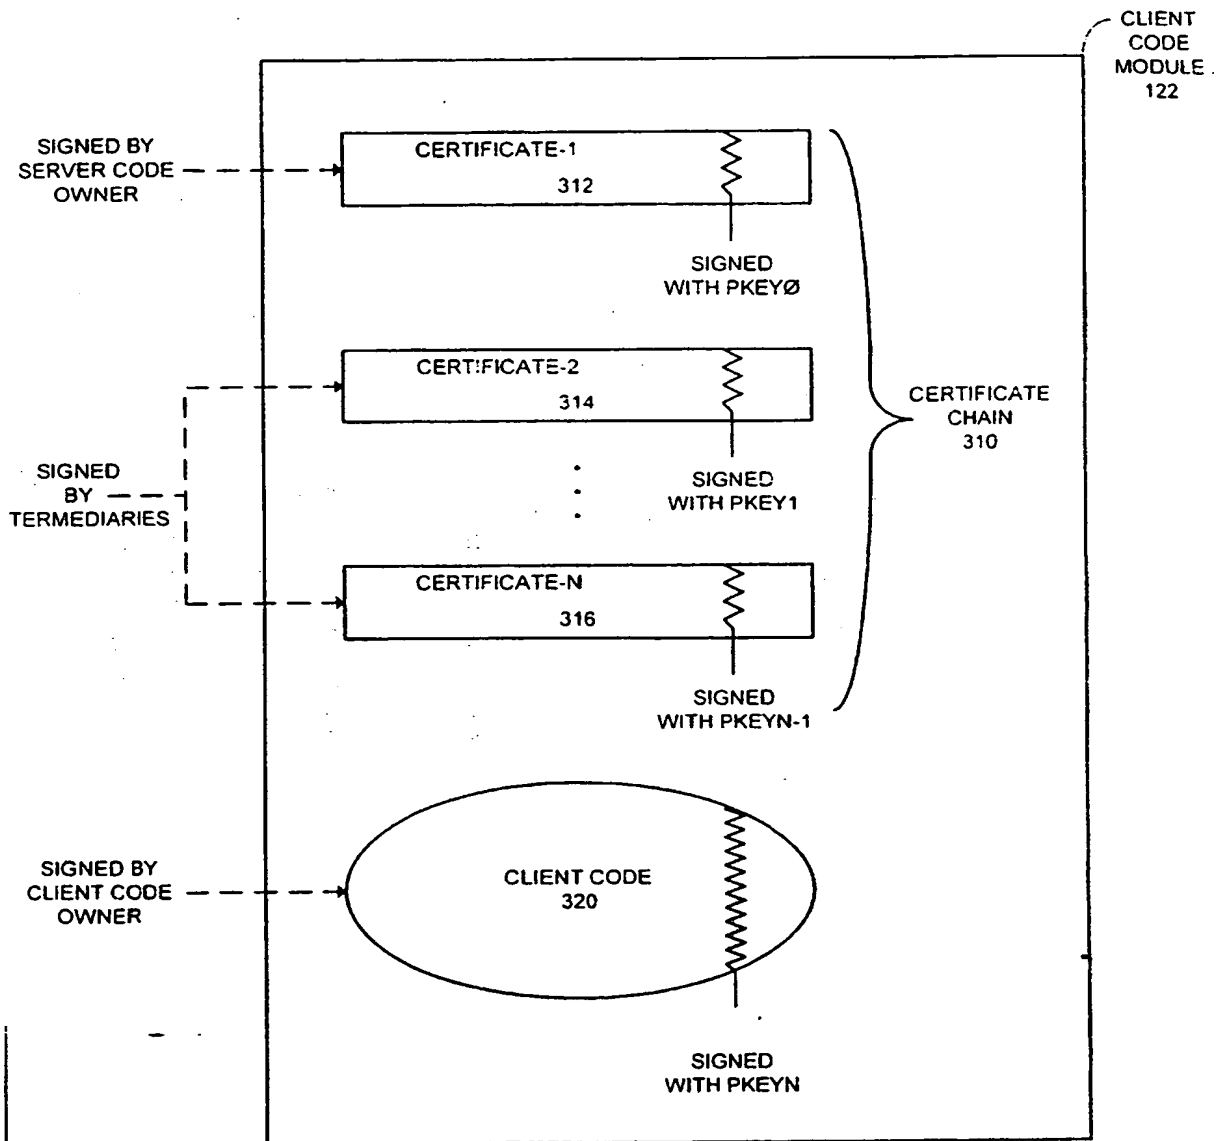 CLIENT
CODE
MODULE
122
SIGNED BY
SERVER CODE
OWNER
CERTIFICATE-1
312
SIGNED
WITH PKEYØ
CERTIFICATE-2
314
SIGNED
WITH PKEY1
CERTIFICATE
CHAIN
310
SIGNED
BY
TERMEDIARIES
CERTIFICATE-N
316
SIGNED
WITH PKEYN-1
SIGNED BY
CLIENT CODE
OWNER
CLIENT CODE
320
SIGNED
WITH PKEYN